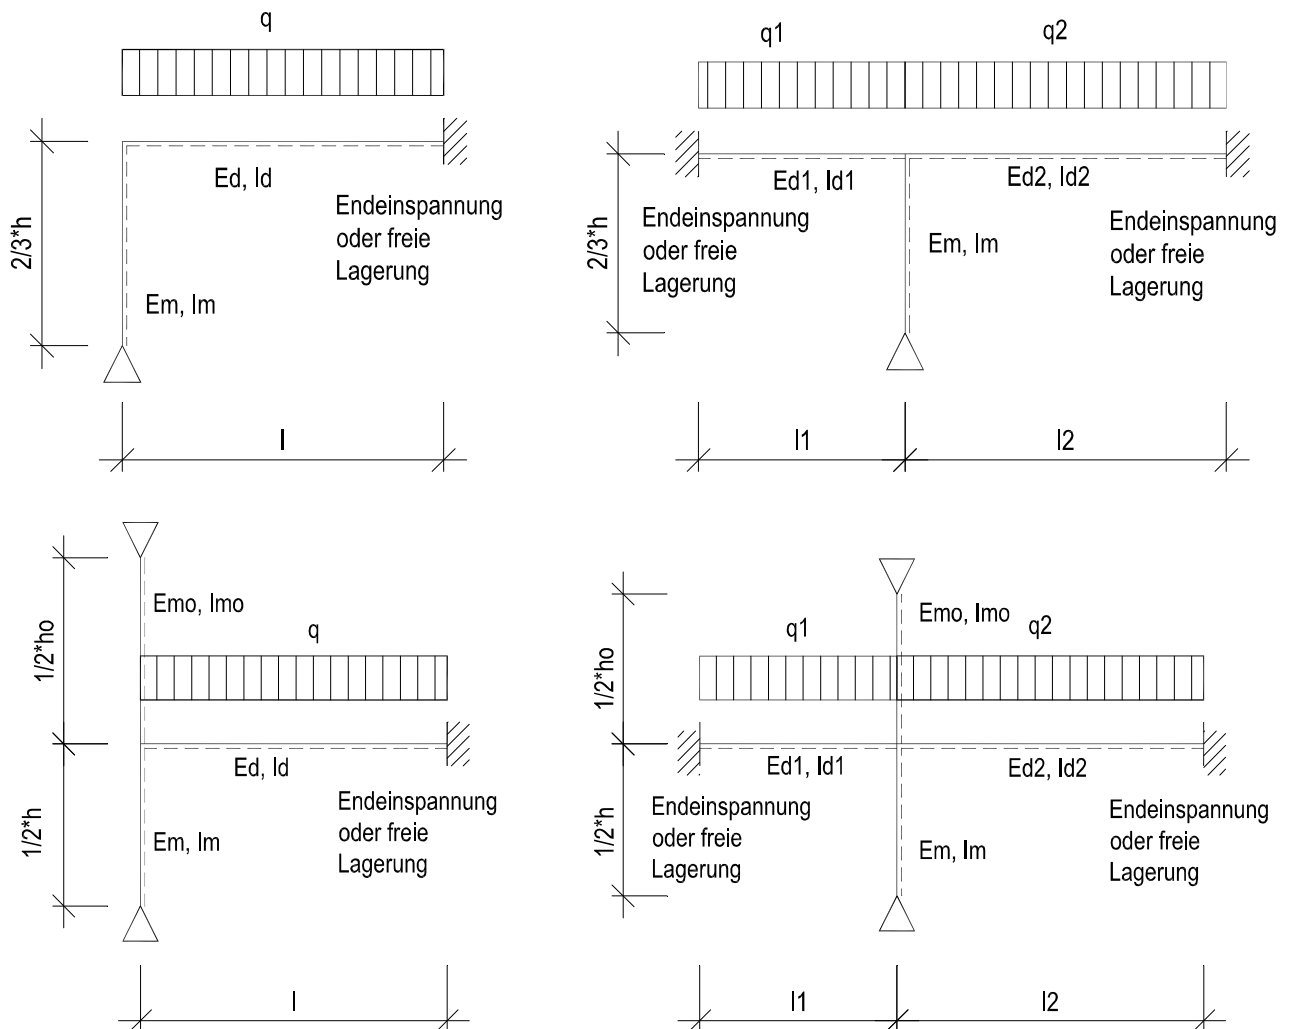 q
2/3*h
Ed, Id
Endeinspannung
oder freie
Lagerung
Em, Im
l
q1
q2
2/3*h
Ed1, Id1
Ed2, Id2
Endeinspannung
oder freie
Lagerung
Em, Im
Endeinspannung
oder freie
Lagerung
l1
l2
1/2*ho
Emo, Imo
q
Ed, Id
1/2*h
Em, Im
Endeinspannung
oder freie
Lagerung
l
1/2*ho
Emo, Imo
q1
q2
Ed1, Id1
Ed2, Id2
1/2*h
Endeinspannung
oder freie
Lagerung
Em, Im
Endeinspannung
oder freie
Lagerung
l1
l2